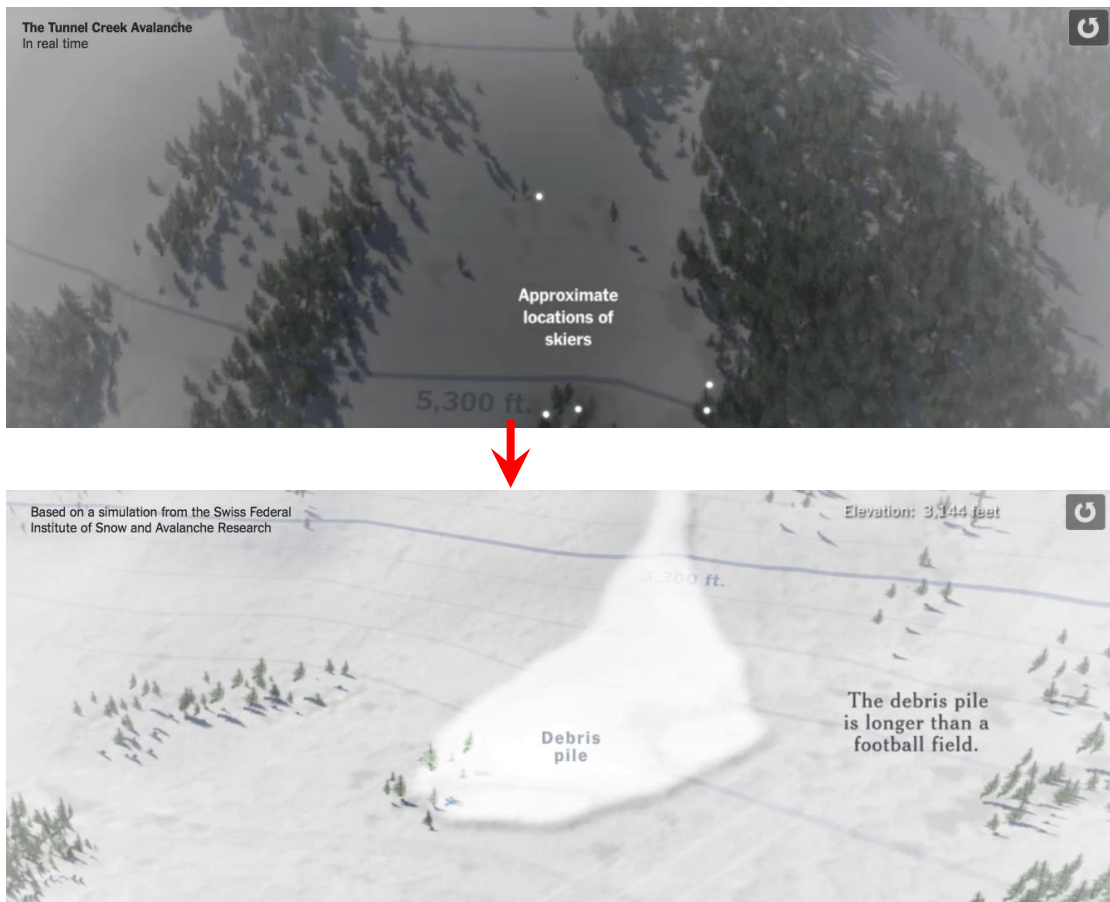 The Tunnel Creek Avalanche
In real time
Approximate
locations of
skiers
5,300 ft.
Based on a simulation from the Swiss Federal
Institute of Snow and Avalanche Research
Elevation: 3,144 feet
3,300 ft.
The debris pile
is longer than a
football field.
Debris
pile